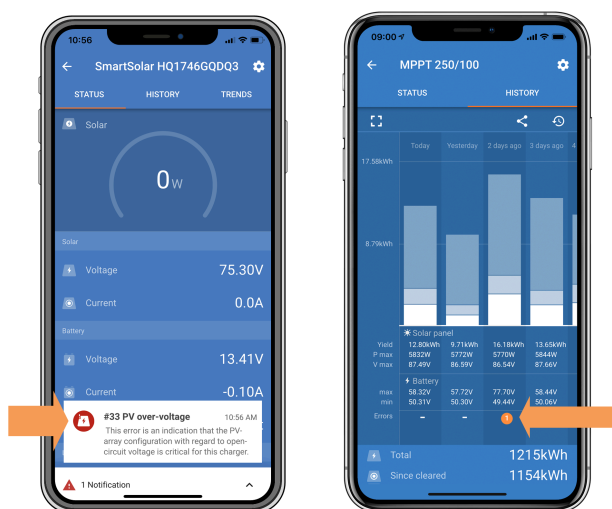 10:56
SmartSolar HQ1746GQDQ3
STATUS HISTORY TRENDS
Solar
0W
Solar
Voltage 75.30V
Current 0.0A
Battery
Voltage 13.41V
Current -0.10A
#33 PV over-voltage 10:56 AM
This error is an indication that the PV-
array configuration with regard to open-
circuit voltage is critical for this charger.
1 Notification
09:00
MPPT 250/100
STATUS HISTORY
Today Yesterday 2 days ago 3 days ago 4
17.58kWh
8.79kWh
Solar panel
Yield 12.80kWh 9.71kWh 16.18kWh 13.65kWh
P max 5832W 5772W 5770W 5844W
V max 87.49V 86.59V 86.54V 87.66V
Battery
max 58.32V 57.72V 77.70V 58.44V
min 50.31V 50.30V 49.44V 50.06V
Errors – – 1
Total 1215kWh
Since cleared 1154kWh